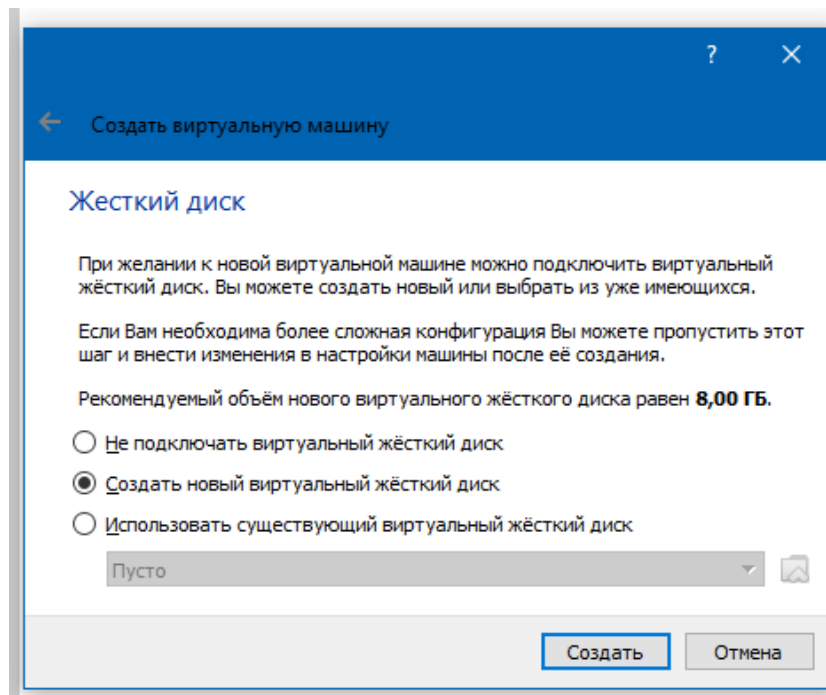 ?
Создать виртуальную машину
Жесткий диск
При желании к новой виртуальной машине можно подключить виртуальный
жёсткий диск. Вы можете создать новый или выбрать из уже имеющихся.
Если Вам необходима более сложная конфигурация Вы можете пропустить этот
шаг и внести изменения в настройки машины после её создания.
Рекомендуемый объём нового виртуального жёсткого диска равен 8,00 ГБ.
Не подключать виртуальный жёсткий диск
Создать новый виртуальный жёсткий диск
Использовать существующий виртуальный жёсткий диск
Пусто
Создать
Отмена